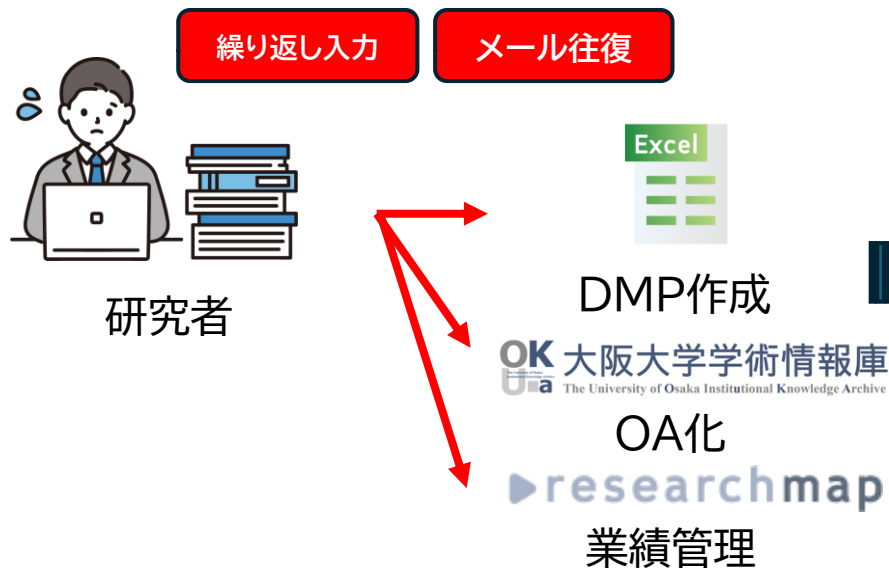 繰り返し入力
メール往復
Excel
DMP作成
研究者
OUKa 大阪大学学術情報庫
The University of Osaka Institutional Knowledge Archive
OA化
researchmap
業績管理